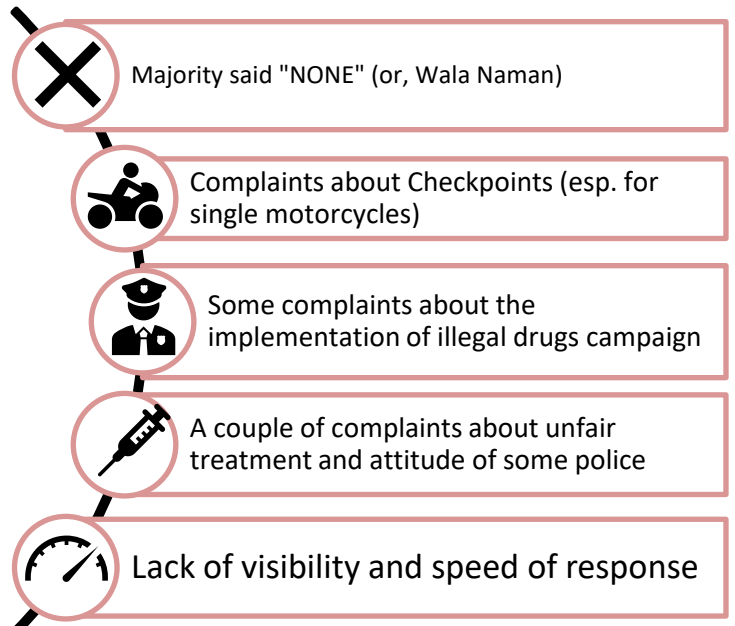 Majority said "NONE" (or, Wala Naman)
Complaints about Checkpoints (esp. for
single motorcycles)
Some complaints about the
implementation of illegal drugs campaign
A couple of complaints about unfair
treatment and attitude of some police
Lack of visibility and speed of response